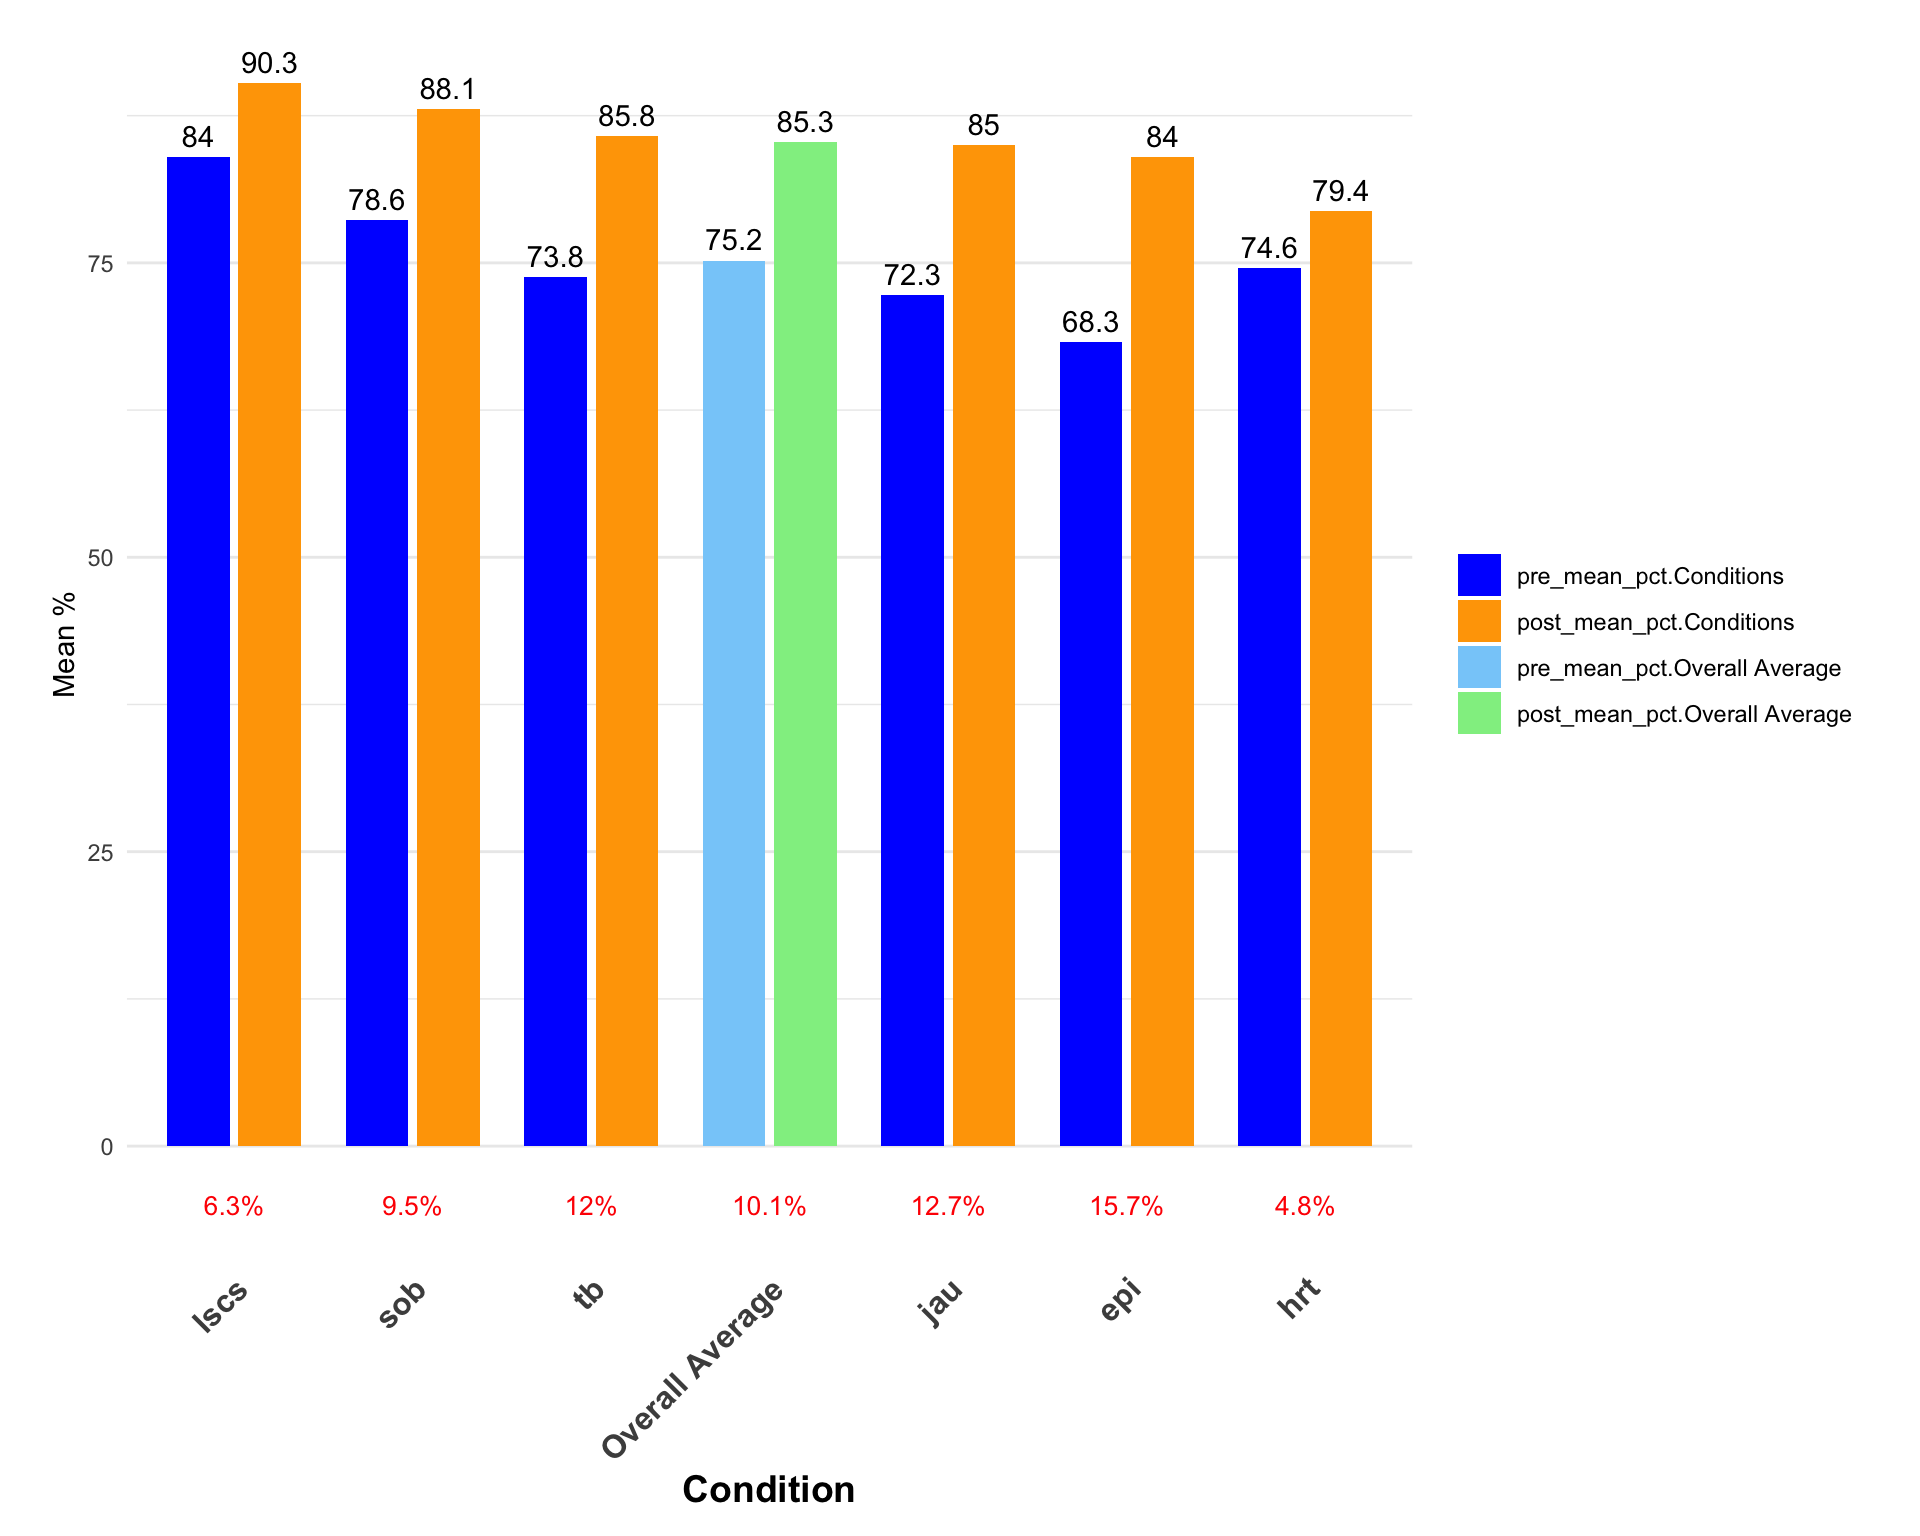 90.3
88.1
85.8
85.3
85
84
84
79.4
78.6
75.2
74.6
73.8
72.3
68.3
75
50
25
0
Mean %
pre_mean_pct.Conditions
post_mean_pct.Conditions
pre_mean_pct.Overall Average
post_mean_pct.Overall Average
6.3% 9.5% 12% 10.1% 12.7% 15.7% 4.8%
lscs
sob
tb
Overall Average
jau
epi
hrt
Condition